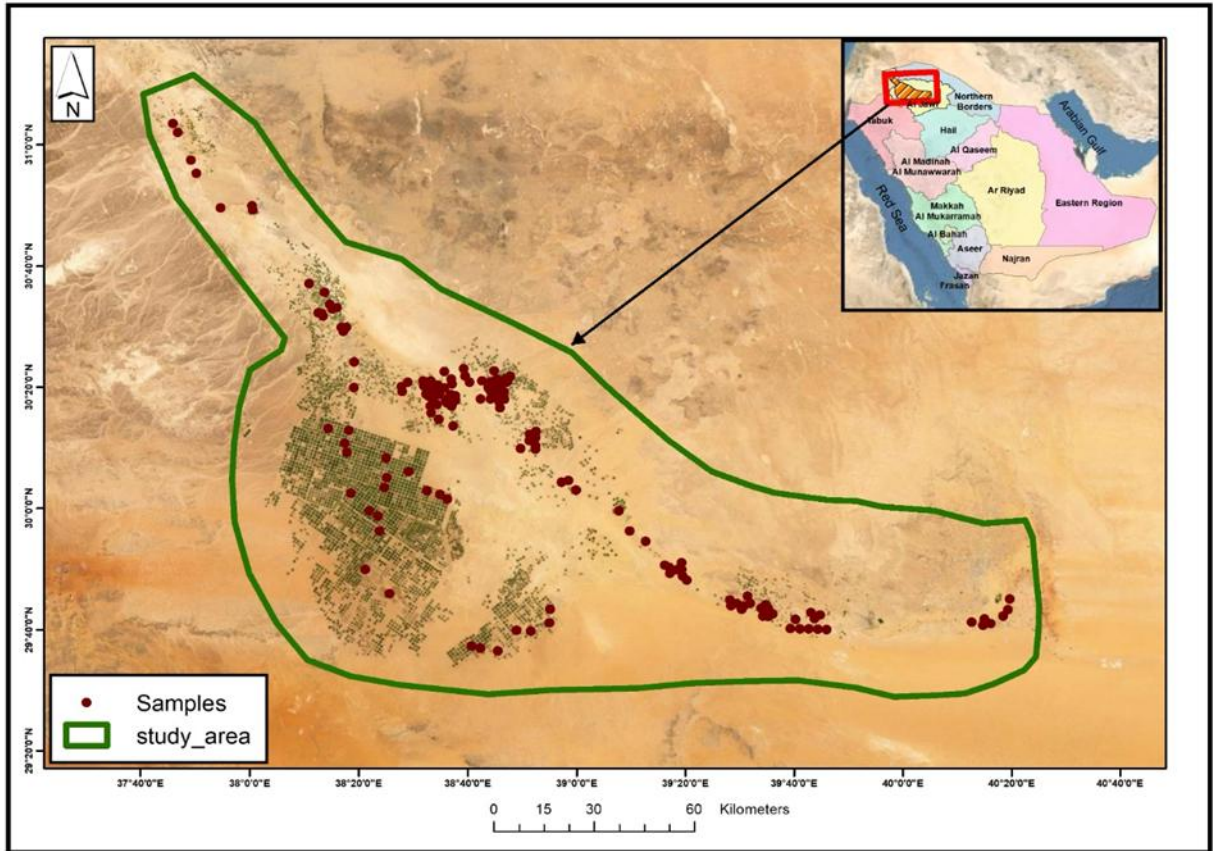 N
Northern
Borders
Al Jawf
Tabuk
Hail
Al Qaseem
Al Madinah
Al Munawwarah
Ar Riyad
Makkah
Al Mukarramah
Eastern Region
Al Bahah
Aseer
Najran
Jazan
Frasan
Red Sea
Arabian Gulf
31°0'0"N
30°40'0"N
30°20'0"N
30°0'0"N
29°40'0"N
29°20'0"N
Samples
study_area
37°40'0"E
38°0'0"E
38°20'0"E
38°40'0"E
39°0'0"E
39°20'0"E
39°40'0"E
40°0'0"E
40°20'0"E
40°40'0"E
0 15 30 60 Kilometers